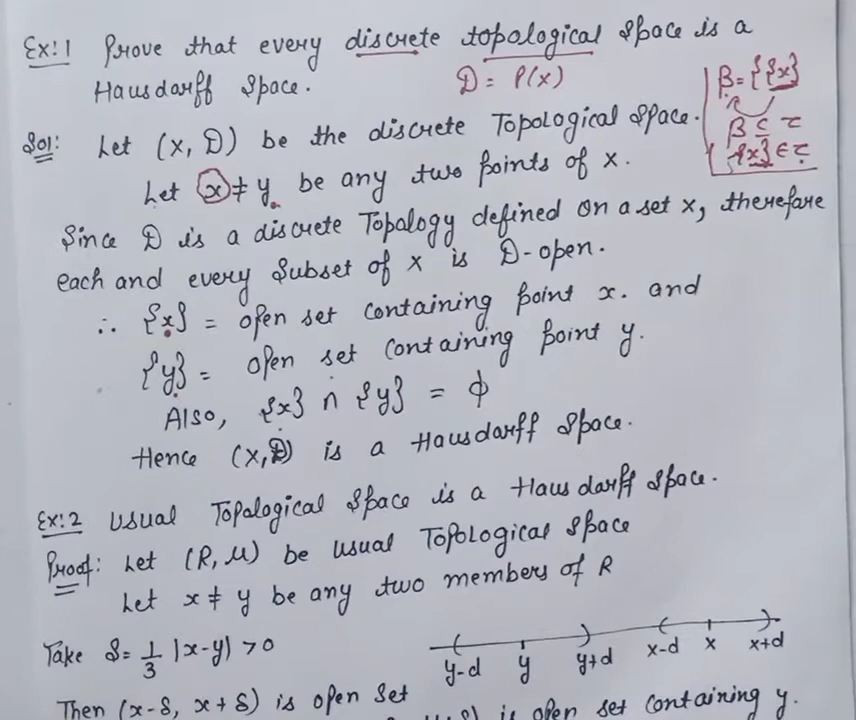 Ex:1 Prove that every discrete topological Space is a
Hausdorff Space.
D = P(X)
β = {{x}
β ⊆ τ
{x} ∈ τ
Sol: Let (X, D) be the discrete Topological Space.
Let x ≠ y be any two points of X.
Since D is a discrete Topology defined on a set X, therefore
each and every Subset of X is D-open.
∴ {x} = open set containing point x. and
{y} = open set containing point y.
Also, {x} ∩ {y} = ϕ
Hence (X, D) is a Hausdorff Space.
Ex:2 Usual Topological Space is a Hausdorff Space.
Proof: Let (R, U) be Usual Topological Space
Let x ≠ y be any two members of R
Take δ = 1/3 |x-y| > 0
y-d y y+d x-d x x+d
Then (x-δ, x+δ) is open Set
is open set containing y.